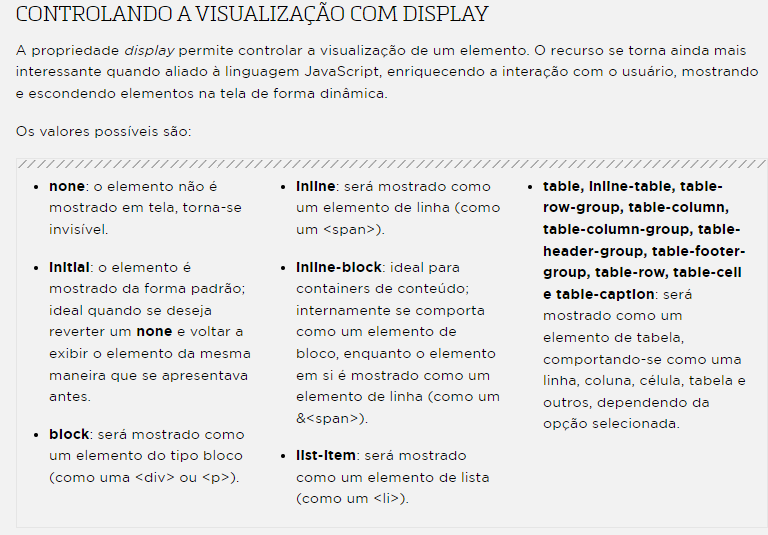 CONTROLANDO A VISUALIZAÇÃO COM DISPLAY
A propriedade display permite controlar a visualização de um elemento. O recurso se torna ainda mais
interessante quando aliado à linguagem JavaScript, enriquecendo a interação com o usuário, mostrando
e escondendo elementos na tela de forma dinâmica.
Os valores possíveis são:
• none: o elemento não é
mostrado em tela, torna-se
invisível.
• initial: o elemento é
mostrado da forma padrão;
ideal quando se deseja
reverter um none e voltar a
exibir o elemento da mesma
maneira que se apresentava
antes.
• block: será mostrado como
um elemento do tipo bloco
(como uma <div> ou <p>).
• inline: será mostrado como
um elemento de linha (como
um <span>).
• inline-block: ideal para
containers de conteúdo;
internamente se comporta
como um elemento de
bloco, enquanto o elemento
em si é mostrado como um
elemento de linha (como um
&<span>).
• list-item: será mostrado
como um elemento de lista
(como um <li>).
• table, inline-table, table-
row-group, table-column,
table-column-group, table-
header-group, table-footer-
group, table-row, table-cell
e table-caption: será
mostrado como um
elemento de tabela,
comportando-se como uma
linha, coluna, célula, tabela e
outros, dependendo da
opção selecionada.